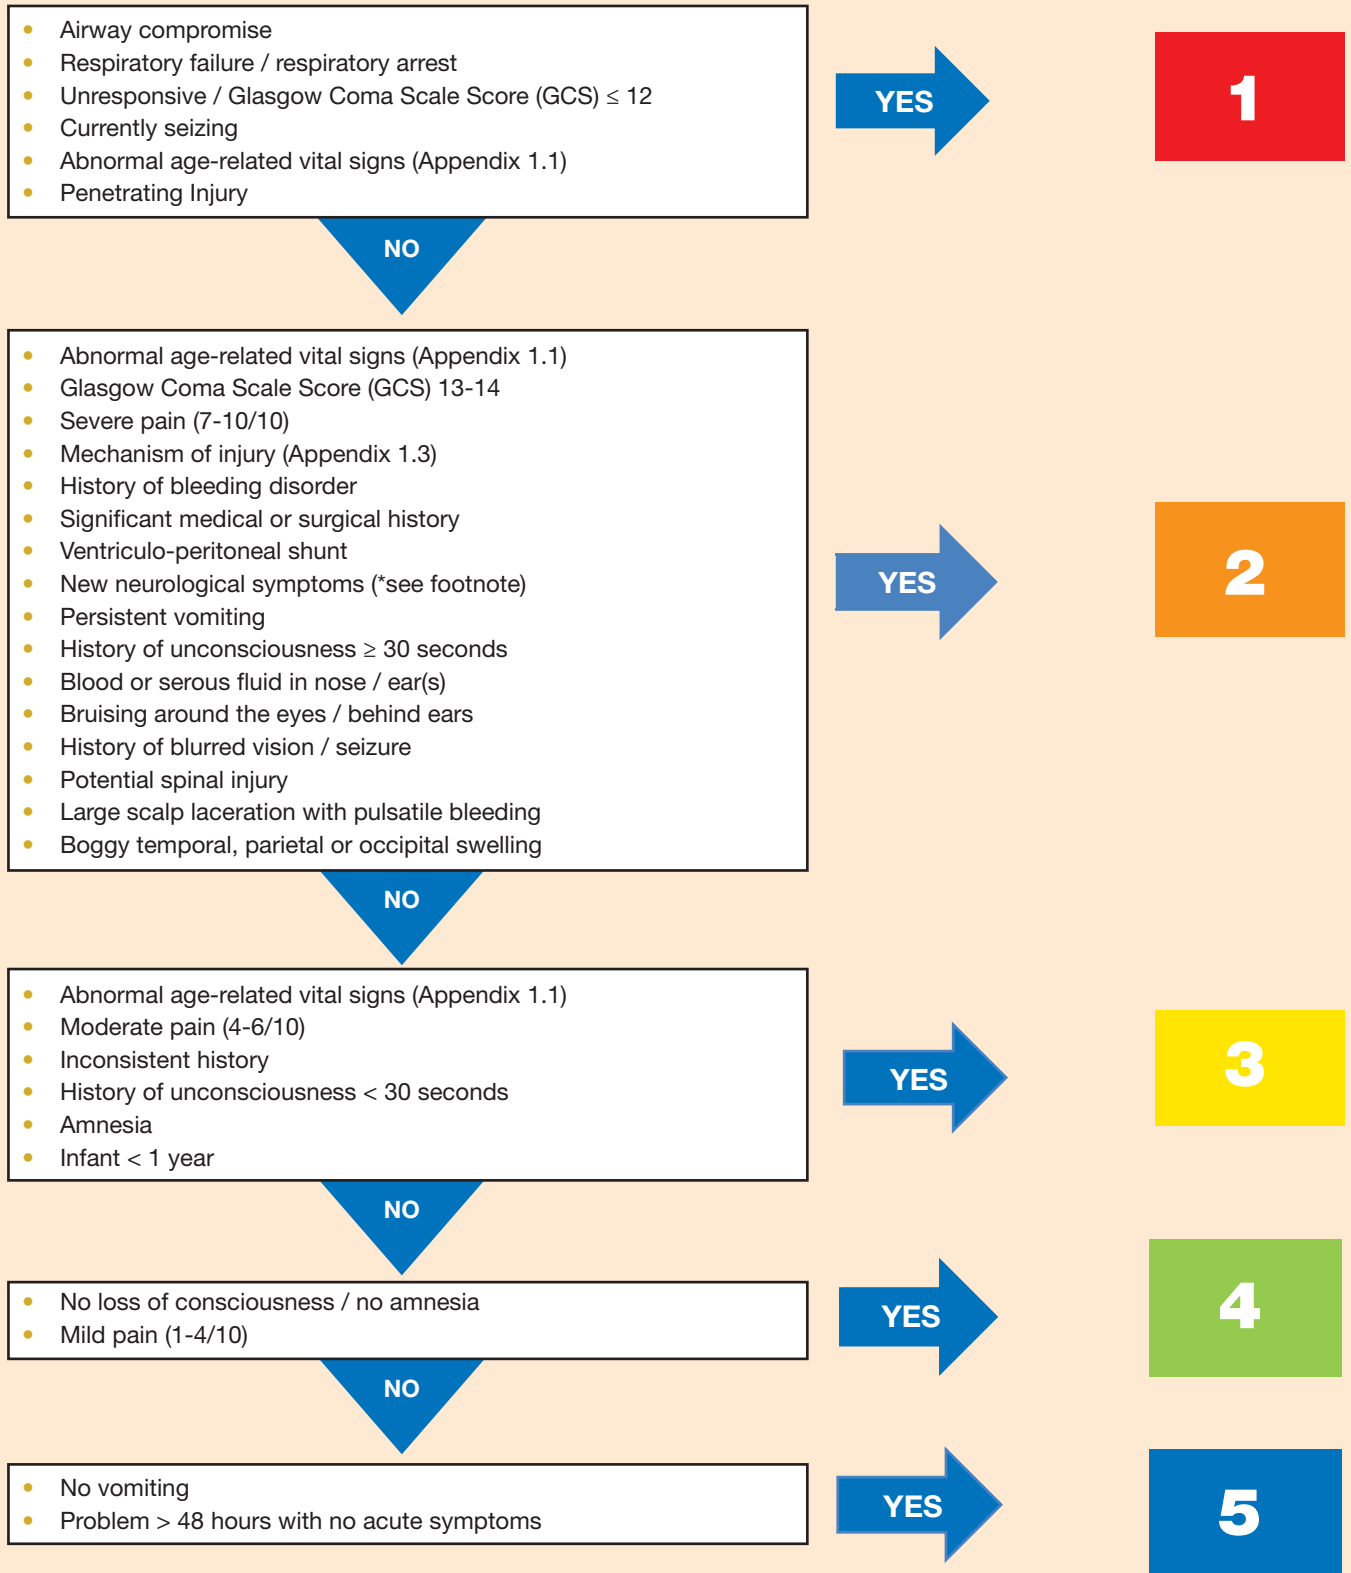 • Airway compromise
• Respiratory failure / respiratory arrest
• Unresponsive / Glasgow Coma Scale Score (GCS) ≤ 12
• Currently seizing
• Abnormal age-related vital signs (Appendix 1.1)
• Penetrating Injury
YES
1
NO
• Abnormal age-related vital signs (Appendix 1.1)
• Glasgow Coma Scale Score (GCS) 13-14
• Severe pain (7-10/10)
• Mechanism of injury (Appendix 1.3)
• History of bleeding disorder
• Significant medical or surgical history
• Ventriculo-peritoneal shunt
• New neurological symptoms (*see footnote)
• Persistent vomiting
• History of unconsciousness ≥ 30 seconds
• Blood or serous fluid in nose / ear(s)
• Bruising around the eyes / behind ears
• History of blurred vision / seizure
• Potential spinal injury
• Large scalp laceration with pulsatile bleeding
• Boggy temporal, parietal or occipital swelling
YES
2
NO
• Abnormal age-related vital signs (Appendix 1.1)
• Moderate pain (4-6/10)
• Inconsistent history
• History of unconsciousness < 30 seconds
• Amnesia
• Infant < 1 year
YES
3
NO
• No loss of consciousness / no amnesia
• Mild pain (1-4/10)
YES
4
NO
• No vomiting
• Problem > 48 hours with no acute symptoms
YES
5